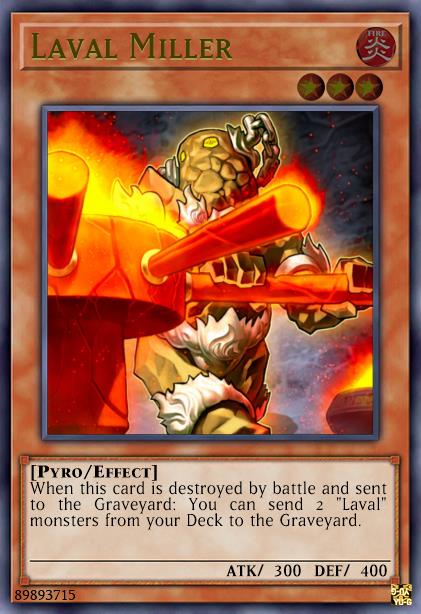 Laval Miller
FIRE
炎
[Pyro/Effect]
When this card is destroyed by battle and sent
to the Graveyard: You can send 2 "Laval"
monsters from your Deck to the Graveyard.
ATK/ 300 DEF/ 400
89893715